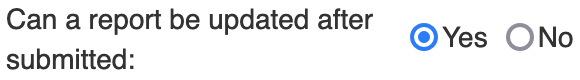 Can a report be updated after
submitted:
Yes No